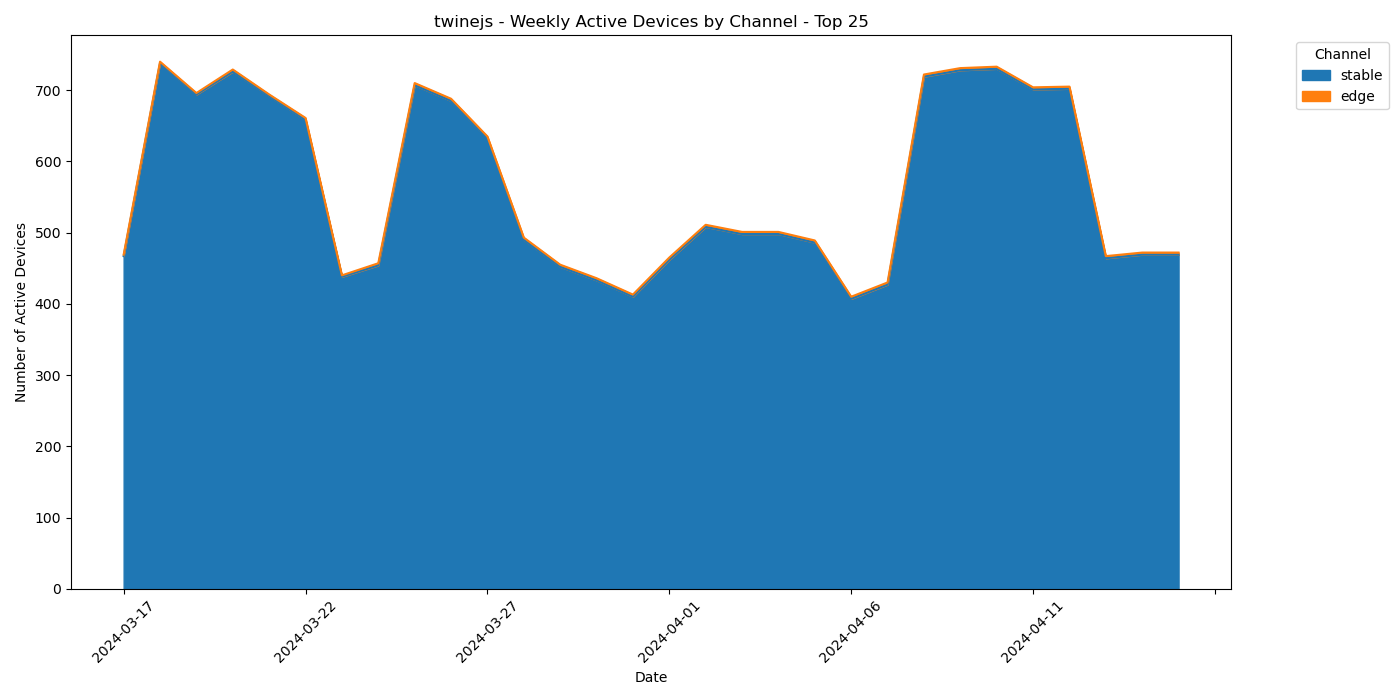 twinejs - Weekly Active Devices by Channel - Top 25
Channel
stable
edge
Number of Active Devices
700
600
500
400
300
200
100
0
2024-03-17
2024-03-22
2024-03-27
2024-04-01
2024-04-06
2024-04-11
Date